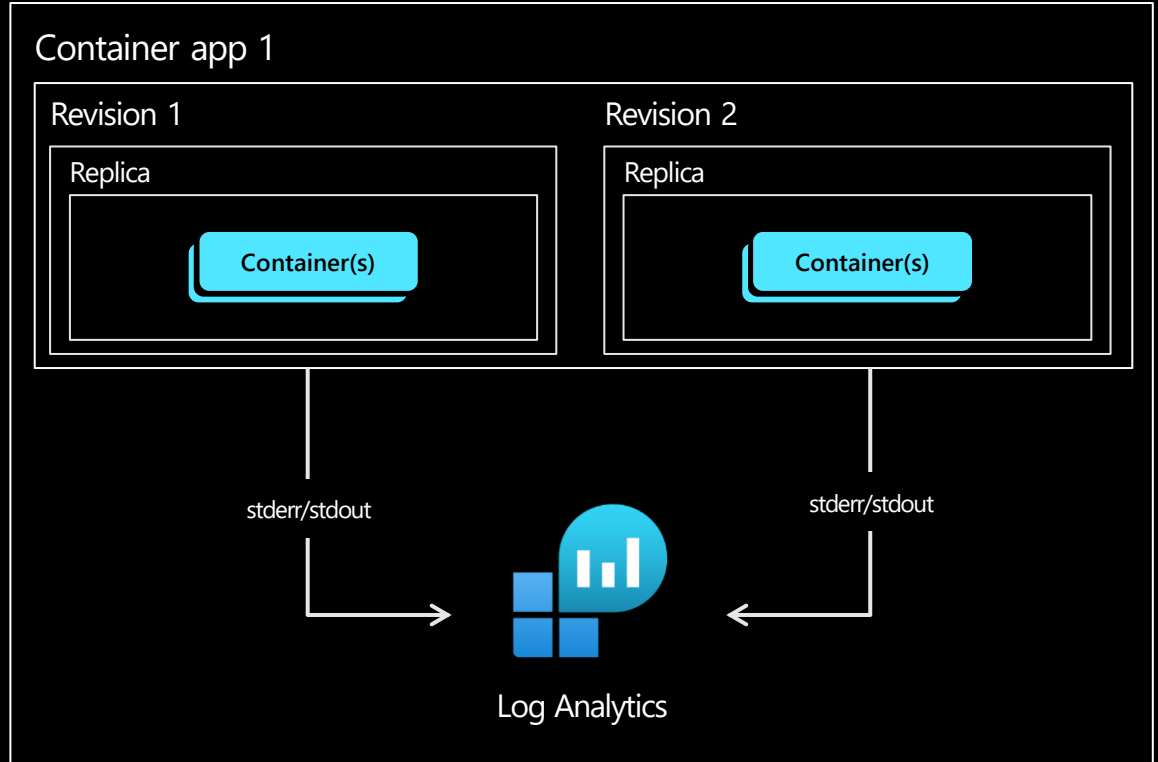 Container app 1
Revision 1
Revision 2
Replica
Replica
Container(s)
Container(s)
stderr/stdout
stderr/stdout
Log Analytics